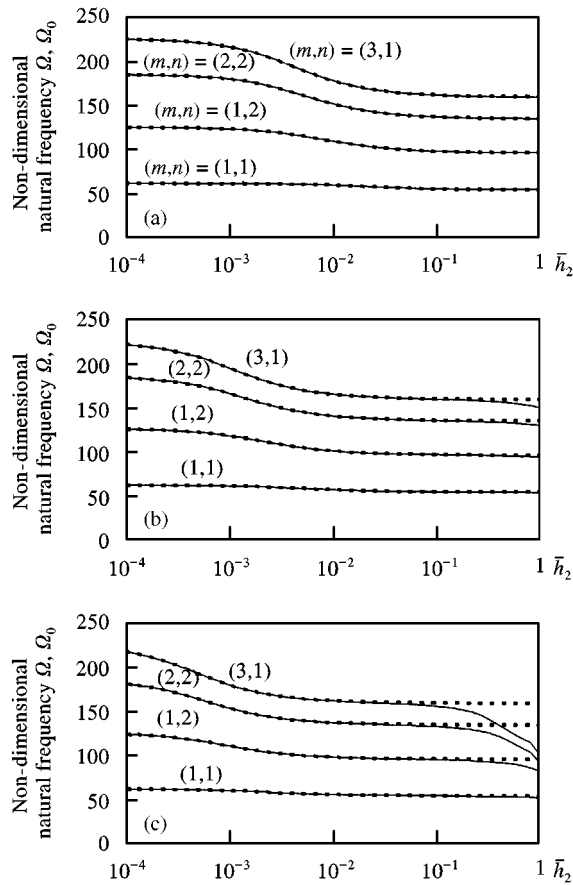 Non-dimensional
natural frequency Ω, Ω₀
250
200
150
100
50
0
(m,n) = (3,1)
(m,n) = (2,2)
(m,n) = (1,2)
(m,n) = (1,1)
(a)
10⁻⁴ 10⁻³ 10⁻² 10⁻¹ 1 h̄₂
Non-dimensional
natural frequency Ω, Ω₀
250
200
150
100
50
0
(3,1)
(2,2)
(1,2)
(1,1)
(b)
10⁻⁴ 10⁻³ 10⁻² 10⁻¹ 1 h̄₂
Non-dimensional
natural frequency Ω, Ω₀
250
200
150
100
50
0
(3,1)
(2,2)
(1,2)
(1,1)
(c)
10⁻⁴ 10⁻³ 10⁻² 10⁻¹ 1 h̄₂